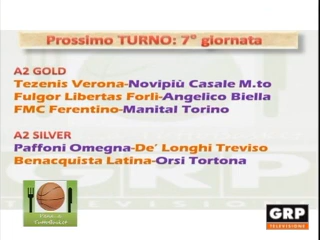 Prossimo TURNO: 7° giornata
A2 GOLD
Tezenis Verona-Novipiù Casale M.to
Fulgor Libertas Forlì-Angelico Biella
FMC Ferentino-Manital Torino
A2 SILVER
Paffoni Omegna-De' Longhi Treviso
Benacquista Latina-Orsi Tortona
GRP
TELEVISIONE